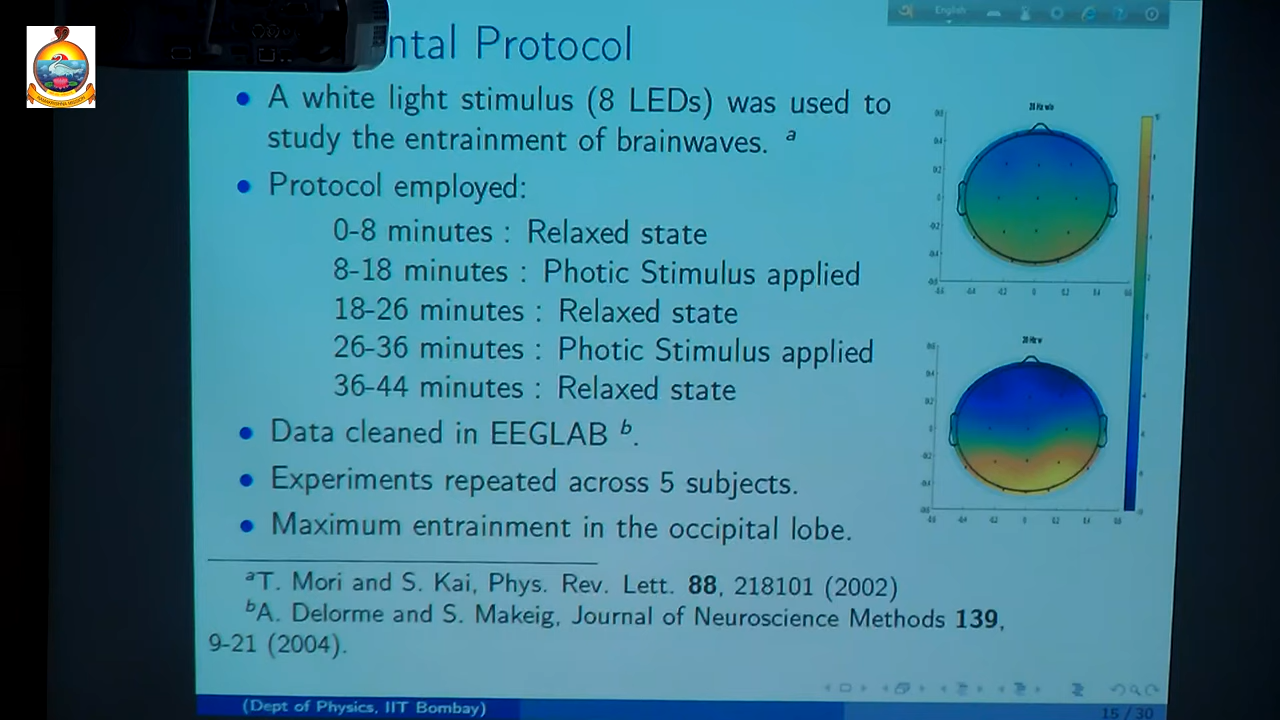 English
ntal Protocol
A white light stimulus (8 LEDs) was used to
study the entrainment of brainwaves. a
Protocol employed:
0-8 minutes : Relaxed state
8-18 minutes : Photic Stimulus applied
18-26 minutes : Relaxed state
26-36 minutes : Photic Stimulus applied
36-44 minutes : Relaxed state
Data cleaned in EEGLAB b.
Experiments repeated across 5 subjects.
Maximum entrainment in the occipital lobe.
aT. Mori and S. Kai, Phys. Rev. Lett. 88, 218101 (2002)
bA. Delorme and S. Makeig, Journal of Neuroscience Methods 139,
9-21 (2004).
(Dept of Physics, IIT Bombay)
15 / 30